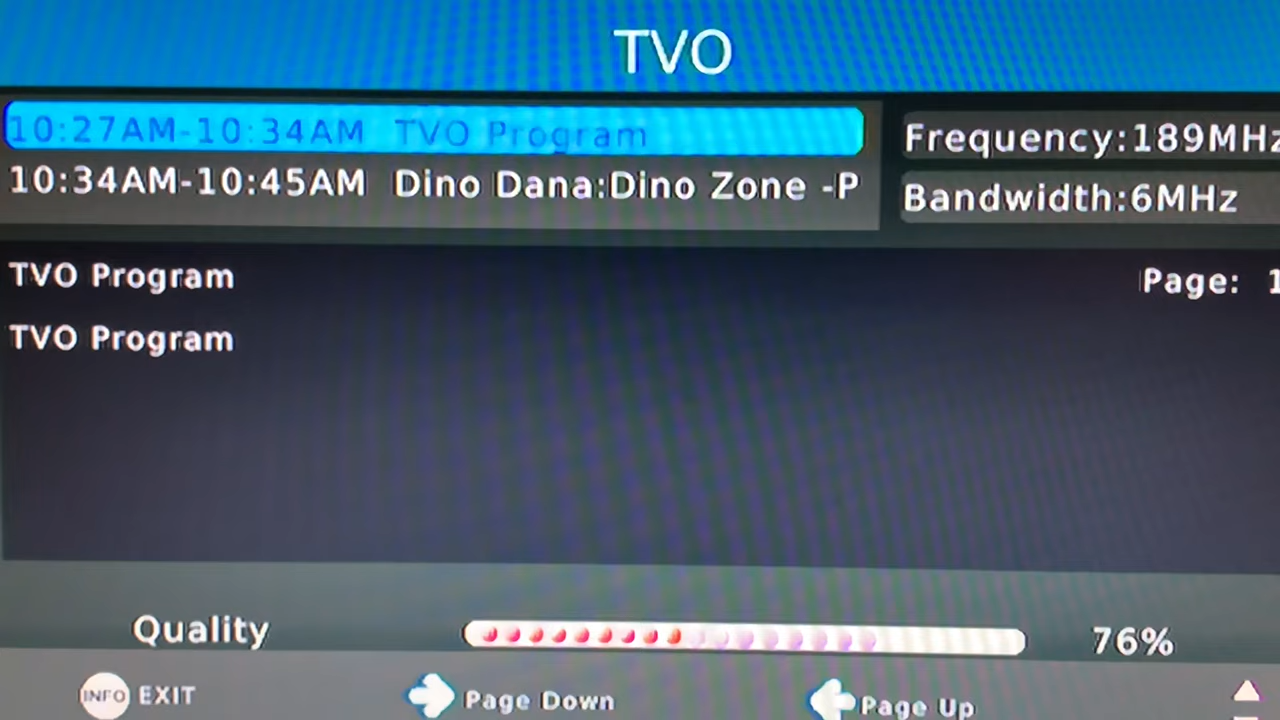 TVO
10:27AM-10:34AM TVO Program
10:34AM-10:45AM Dino Dana:Dino Zone -P
Frequency:189MHz
Bandwidth:6MHz
TVO Program
Page: 1
TVO Program
Quality
76%
INFO EXIT
Page Down
Page Up